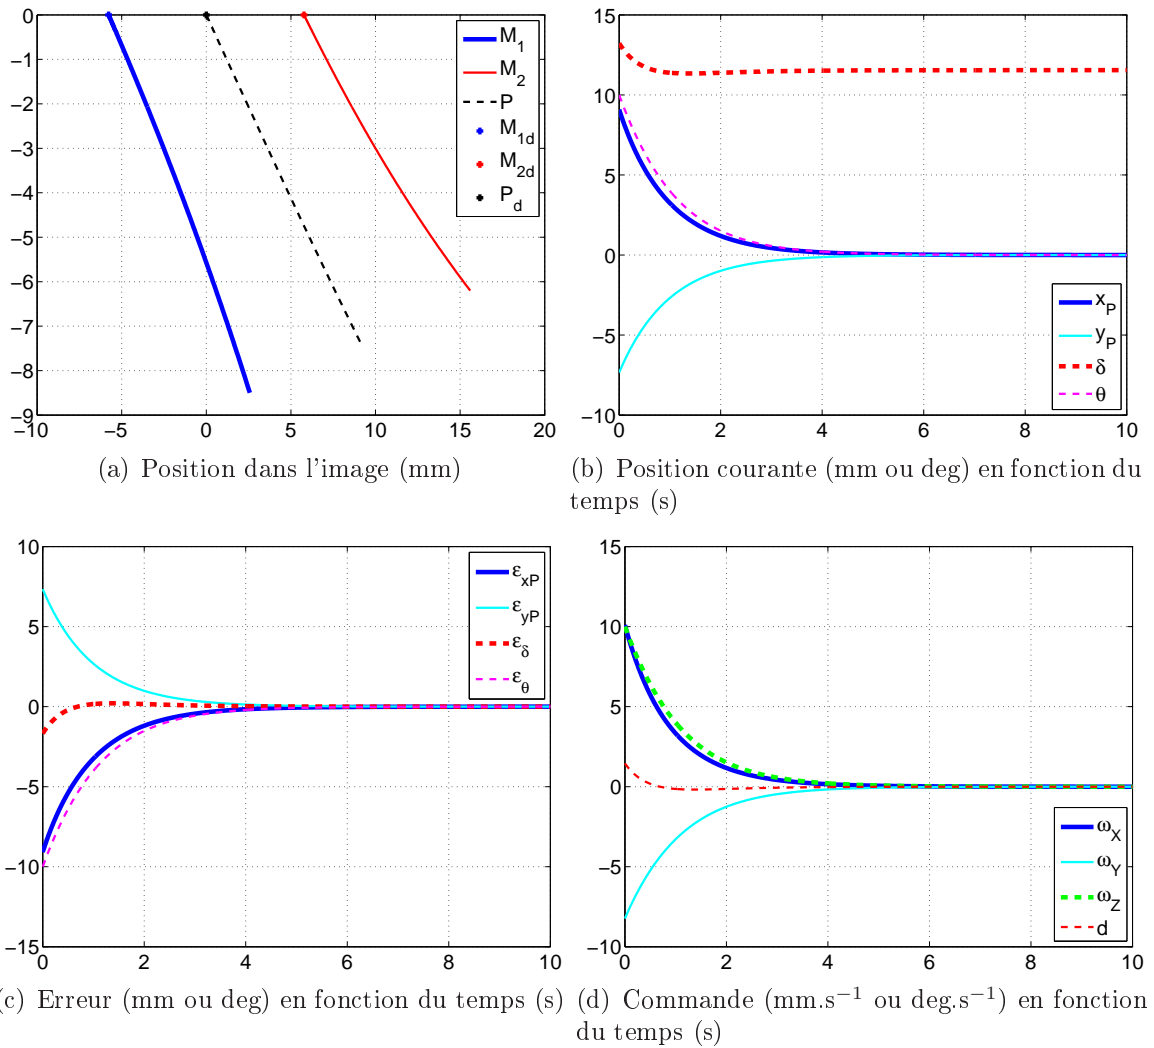 0
−1
−2
−3
−4
−5
−6
−7
−8
−9
−10 −5 0 5 10 15 20
M1
M2
P
M1d
M2d
Pd
(a) Position dans l'image (mm)
15
10
5
0
−5
−10
0 2 4 6 8 10
xP
yP
δ
θ
(b) Position courante (mm ou deg) en fonction du
temps (s)
10
5
0
−5
−10
−15
0 2 4 6 8 10
εxP
εyP
εδ
εθ
c) Erreur (mm ou deg) en fonction du temps (s)
15
10
5
0
−5
−10
0 2 4 6 8 10
ωX
ωY
ωZ
d
(d) Commande (mm.s⁻¹ ou deg.s⁻¹) en fonction
du temps (s)